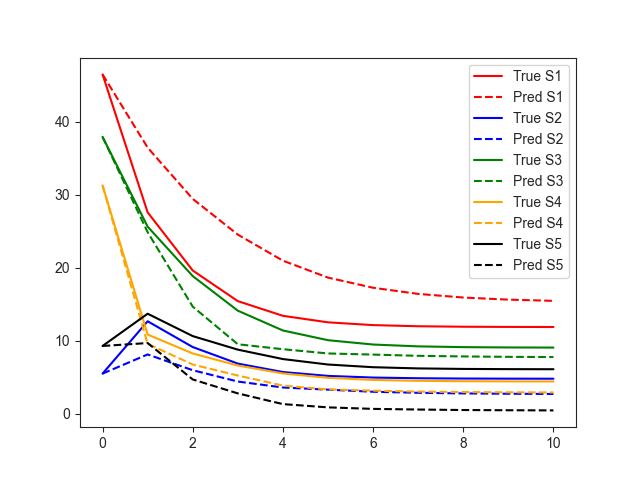 True S1
Pred S1
True S2
Pred S2
True S3
Pred S3
True S4
Pred S4
True S5
Pred S5
40
30
20
10
0
0 2 4 6 8 10